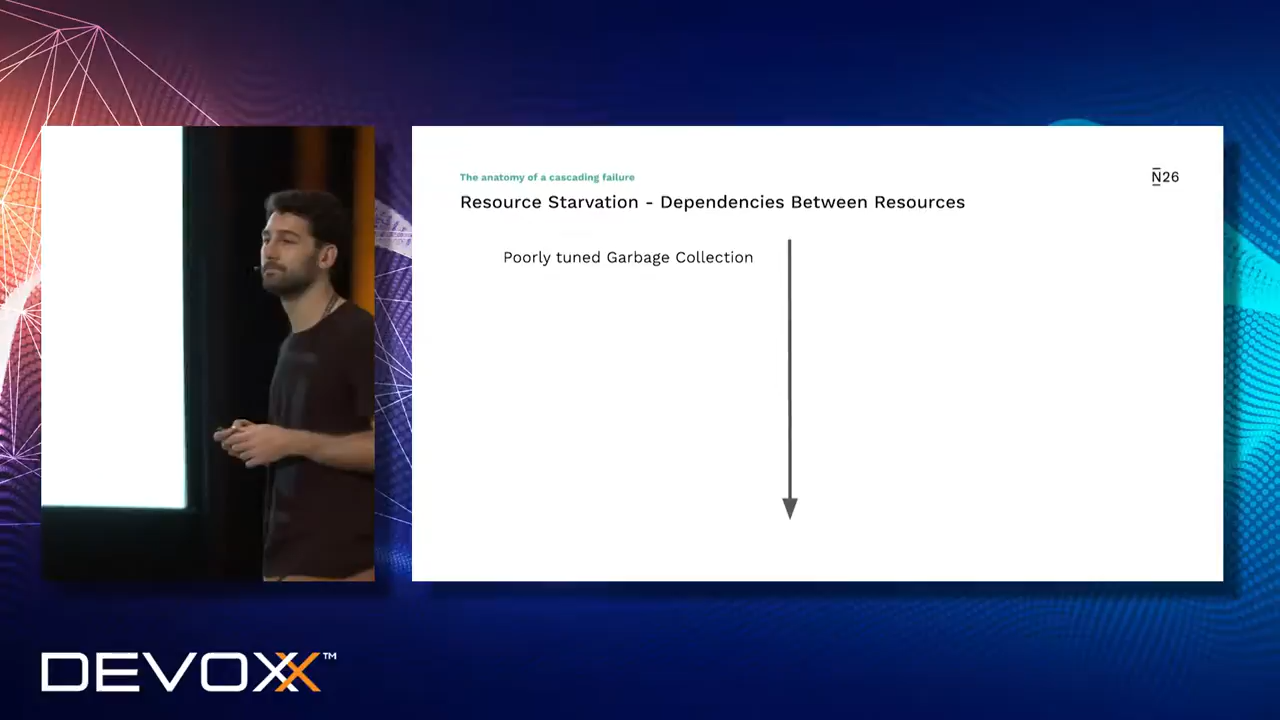 The anatomy of a cascading failure
N26
Resource Starvation - Dependencies Between Resources
Poorly tuned Garbage Collection
DEVOXX™